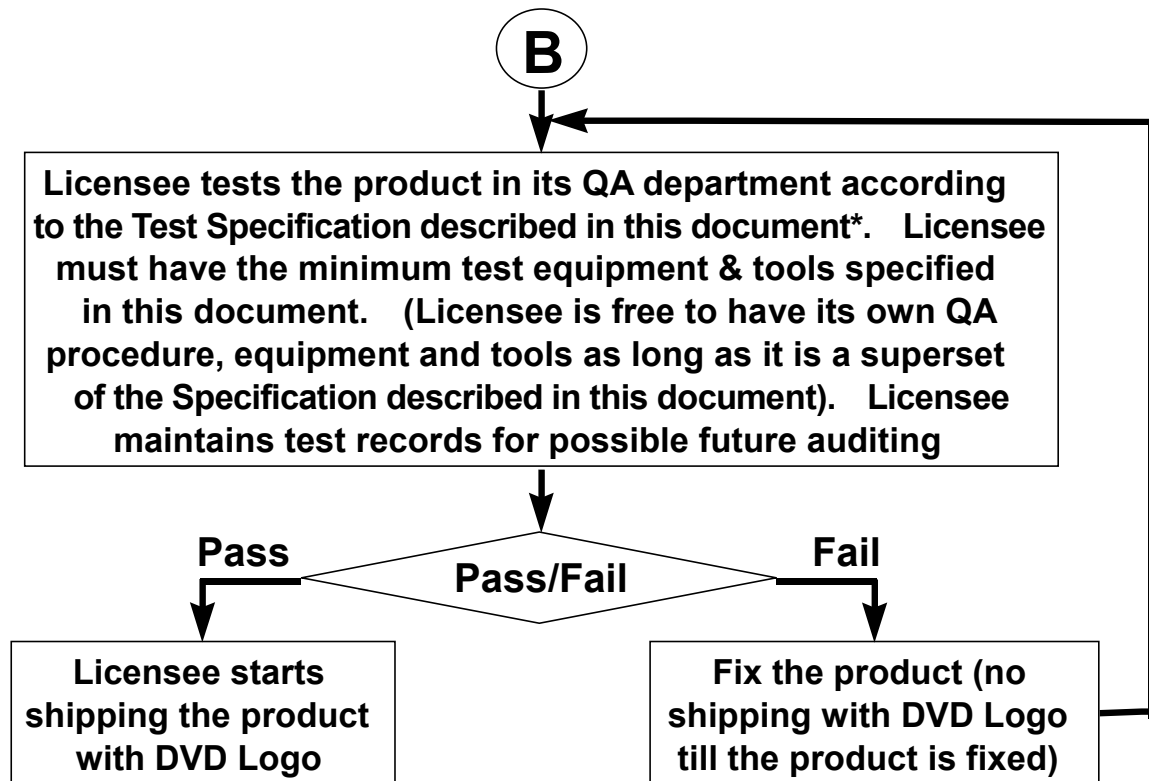 B
Licensee tests the product in its QA department according
to the Test Specification described in this document*. Licensee
must have the minimum test equipment & tools specified
in this document. (Licensee is free to have its own QA
procedure, equipment and tools as long as it is a superset
of the Specification described in this document). Licensee
maintains test records for possible future auditing
Pass
Fail
Pass/Fail
Licensee starts
shipping the product
with DVD Logo
Fix the product (no
shipping with DVD Logo
till the product is fixed)